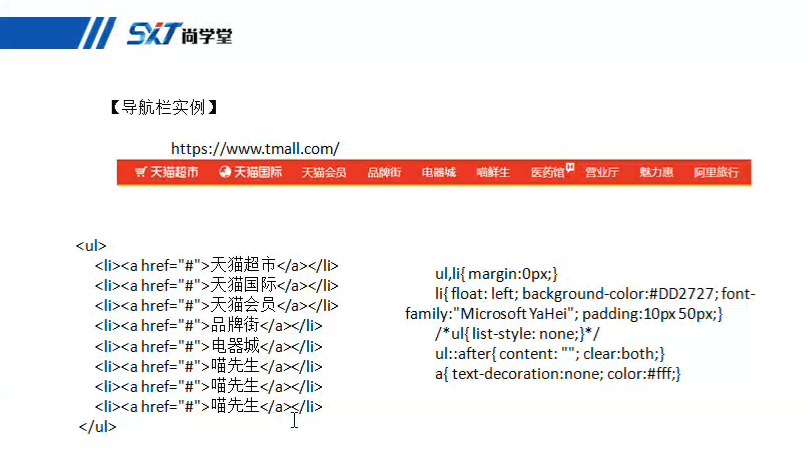 SXT尚学堂
【导航栏实例】
https://www.tmall.com/
天猫超市 天猫国际 天猫会员 品牌街 电器城 喵鲜生 医药馆 营业厅 魅力惠 阿里旅行
<ul>
<li><a href="#">天猫超市</a></li>
<li><a href="#">天猫国际</a></li>
<li><a href="#">天猫会员</a></li>
<li><a href="#">品牌街</a></li>
<li><a href="#">电器城</a></li>
<li><a href="#">喵先生</a></li>
<li><a href="#">喵先生</a></li>
<li><a href="#">喵先生</a></li>
</ul>
ul,li{ margin:0px;}
li{ float: left; background-color:#DD2727; font-
family:"Microsoft YaHei"; padding:10px 50px;}
/*ul{ list-style: none;}*/
ul::after{ content: ""; clear:both;}
a{ text-decoration:none; color:#fff;}